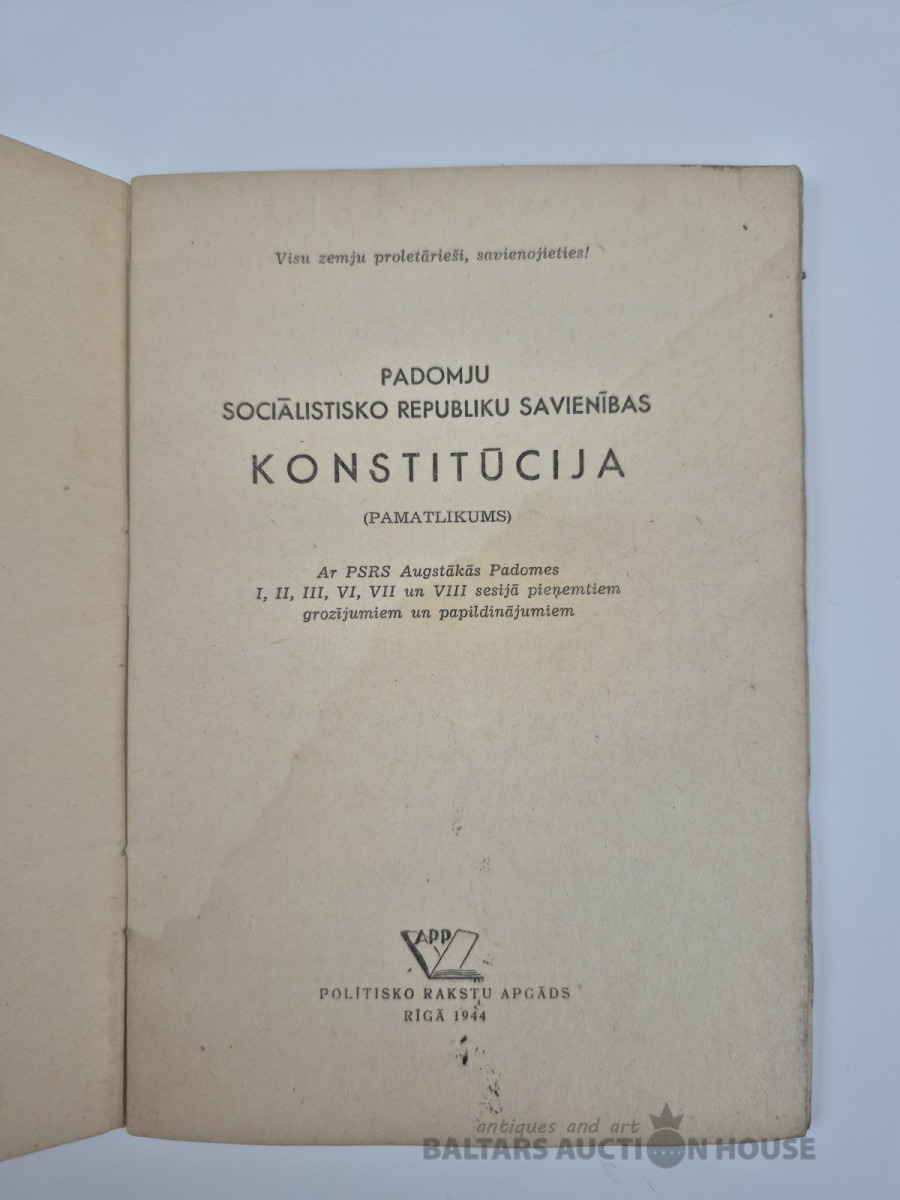 Visu zemju proletārieši, savienojieties!
PADOMJU
SOCIĀLISTISKO REPUBLIKU SAVIENĪBAS
KONSTITŪCIJA
(PAMATLIKUMS)
Ar PSRS Augstākās Padomes
I, II, III, VI, VII un VIII sesijā pieņemtiem
grozījumiem un papildinājumiem
APP
POLĪTISKO RAKSTU APGĀDS
RĪGĀ 1944
antiques and art
BALTARS AUCTION HOUSE